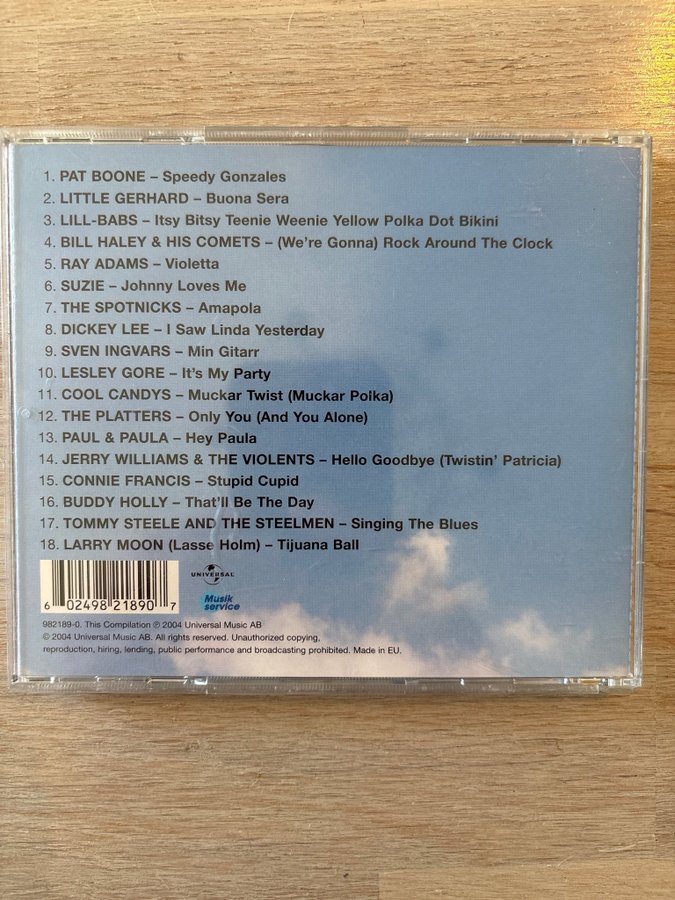 1. PAT BOONE – Speedy Gonzales
2. LITTLE GERHARD – Buona Sera
3. LILL-BABS – Itsy Bitsy Teenie Weenie Yellow Polka Dot Bikini
4. BILL HALEY & HIS COMETS – (We're Gonna) Rock Around The Clock
5. RAY ADAMS – Violetta
6. SUZIE – Johnny Loves Me
7. THE SPOTNICKS – Amapola
8. DICKEY LEE – I Saw Linda Yesterday
9. SVEN INGVARS – Min Gitarr
10. LESLEY GORE – It's My Party
11. COOL CANDYS – Muckar Twist (Muckar Polka)
12. THE PLATTERS – Only You (And You Alone)
13. PAUL & PAULA – Hey Paula
14. JERRY WILLIAMS & THE VIOLENTS – Hello Goodbye (Twistin' Patricia)
15. CONNIE FRANCIS – Stupid Cupid
16. BUDDY HOLLY – That'll Be The Day
17. TOMMY STEELE AND THE STEELMEN – Singing The Blues
18. LARRY MOON (Lasse Holm) – Tijuana Ball
UNIVERSAL
Musik
service
6 02498 21890 7
982189-0. This Compilation ℗ 2004 Universal Music AB
© 2004 Universal Music AB. All rights reserved. Unauthorized copying,
reproduction, hiring, lending, public performance and broadcasting prohibited. Made in EU.